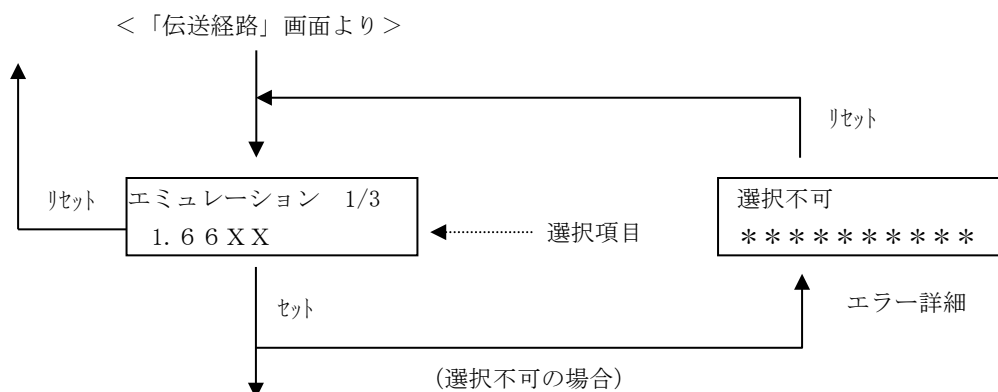 ＜「伝送経路」画面より＞
ﾘｾｯﾄ
ﾘｾｯﾄ
エミュレーション　1/3
1. ６６ＸＸ
選択項目
選択不可
＊＊＊＊＊＊＊＊＊＊
ｾｯﾄ
エラー詳細
(選択不可の場合)